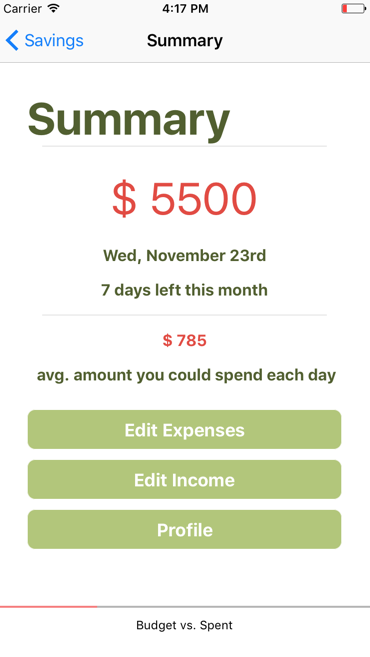 Carrier 4:17 PM
Savings Summary
Summary
$ 5500
Wed, November 23rd
7 days left this month
$ 785
avg. amount you could spend each day
Edit Expenses
Edit Income
Profile
Budget vs. Spent